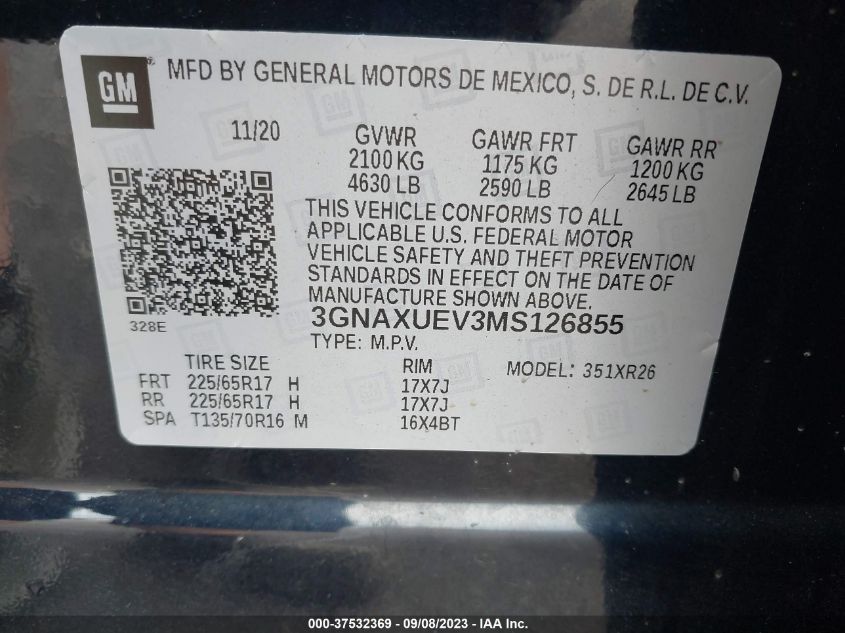 GM ® MFD BY GENERAL MOTORS DE MEXICO, S. DE R.L. DE C.V.
11/20 GVWR GAWR FRT GAWR RR
2100 KG 1175 KG 1200 KG
4630 LB 2590 LB 2645 LB
THIS VEHICLE CONFORMS TO ALL
APPLICABLE U.S. FEDERAL MOTOR
VEHICLE SAFETY AND THEFT PREVENTION
STANDARDS IN EFFECT ON THE DATE OF
MANUFACTURE SHOWN ABOVE.
328E
3GNAXUEV3MS126855
TYPE: M.P.V.
TIRE SIZE RIM MODEL: 351XR26
FRT 225/65R17 H 17X7J
RR 225/65R17 H 17X7J
SPA T135/70R16 M 16X4BT
000-37532369 - 09/08/2023 - IAA Inc.